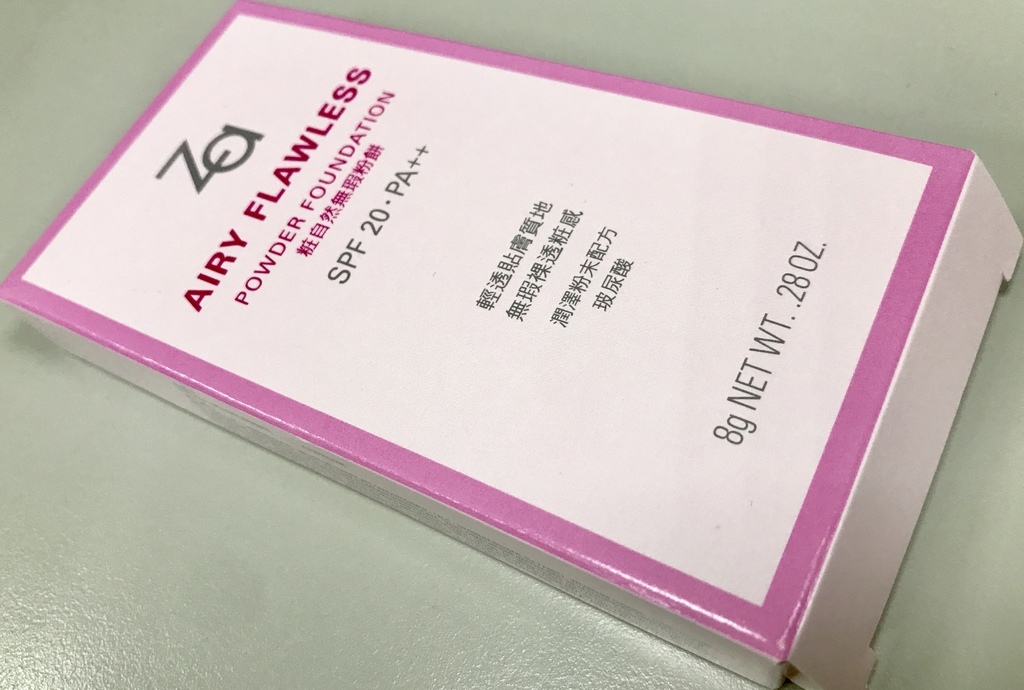 Za
AIRY FLAWLESS
POWDER FOUNDATION
粧自然無瑕粉餅
SPF 20・PA++
輕透貼膚質地
無瑕裸透粧感
潤澤粉末配方
玻尿酸
8g NET WT. .28 OZ.